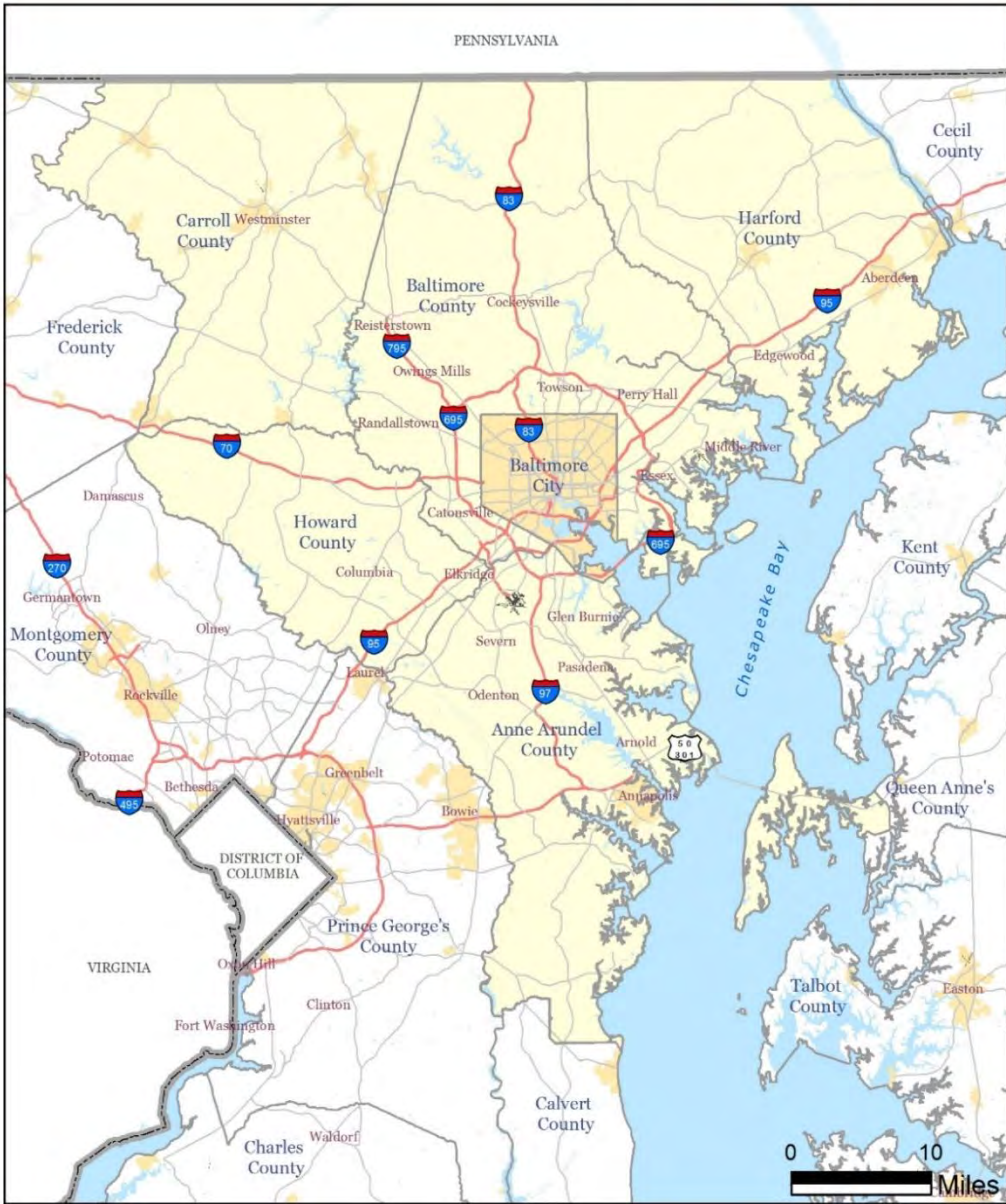 PENNSYLVANIA
Cecil
County
83
Carroll
County
Westminster
Harford
County
Baltimore
County
Cockeysville
Aberdeen
95
Frederick
County
Reisterstown
795
Owings Mills
Edgewood
Towson
Perry Hall
Randallstown
695
83
70
Middle River
Baltimore
City
Essex
Damascus
Catonsville
Howard
County
695
Kent
County
270
Columbia
Elkridge
Germantown
Chesapeake Bay
Glen Burnie
Olney
Montgomery
County
95
Severn
Laurel
Pasadena
Rockville
Odenton
97
Anne Arundel
County
Arnold
50
301
Potomac
Greenbelt
Bethesda
Annapolis
Queen Anne's
County
495
Hyattsville
Bowie
DISTRICT OF
COLUMBIA
Prince George's
County
VIRGINIA
Oxon Hill
Talbot
County
Easton
Clinton
Fort Washington
Calvert
County
Waldorf
Charles
County
0 10
Miles